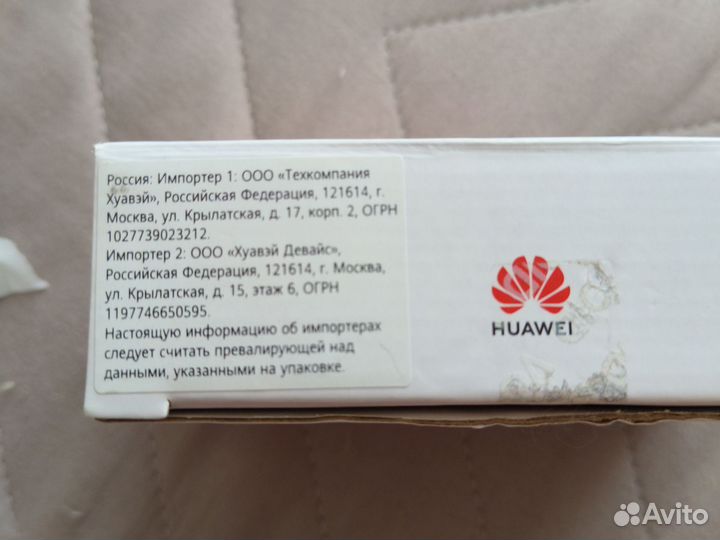 Россия: Импортер 1: ООО «Техкомпания
Хуавэй», Российская Федерация, 121614, г.
Москва, ул. Крылатская, д. 17, корп. 2, ОГРН
1027739023212.
Импортер 2: ООО «Хуавэй Девайс»,
Российская Федерация, 121614, г. Москва,
ул. Крылатская, д. 15, этаж 6, ОГРН
1197746650595.
Настоящую информацию об импортерах
следует считать превалирующей над
данными, указанными на упаковке.
HUAWEI
Avito